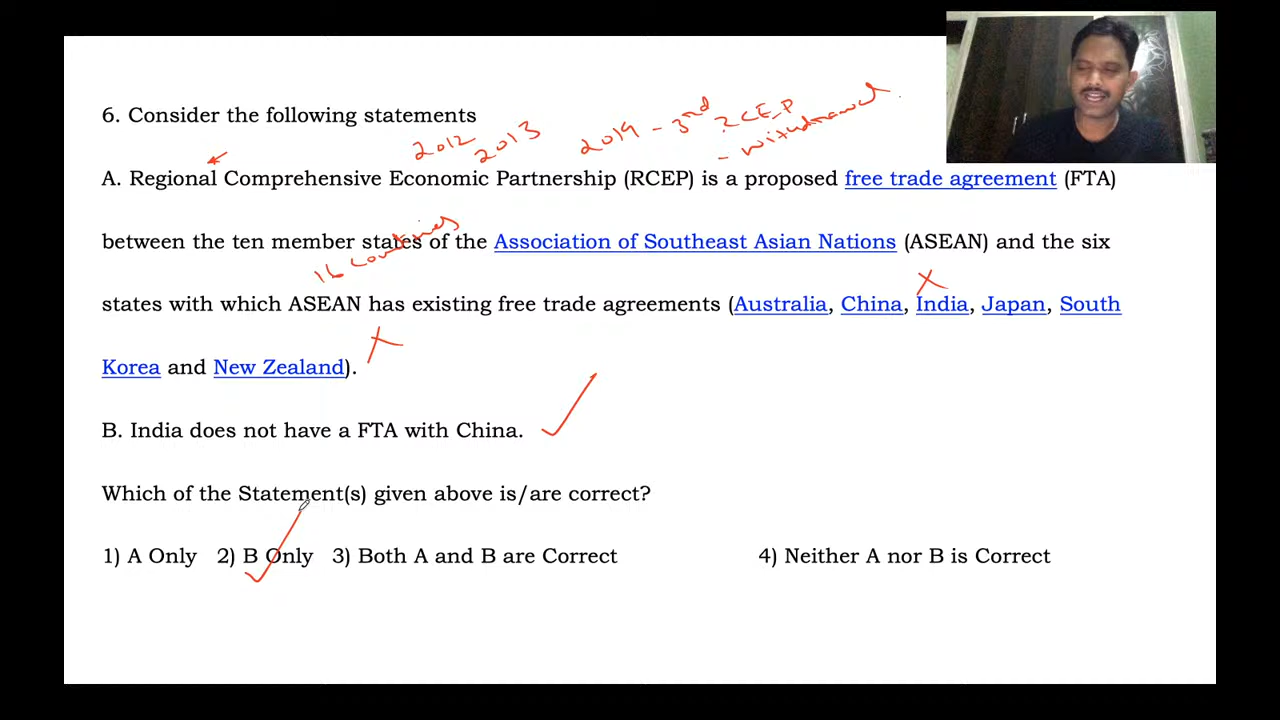 6. Consider the following statements
2012 2013 2019 - 3rd RCEP
- withdrawal
A. Regional Comprehensive Economic Partnership (RCEP) is a proposed free trade agreement (FTA)
between the ten member states of the Association of Southeast Asian Nations (ASEAN) and the six
16 countries
states with which ASEAN has existing free trade agreements (Australia, China, India, Japan, South
Korea and New Zealand).
B. India does not have a FTA with China.
Which of the Statement(s) given above is/are correct?
1) A Only 2) B Only 3) Both A and B are Correct 4) Neither A nor B is Correct